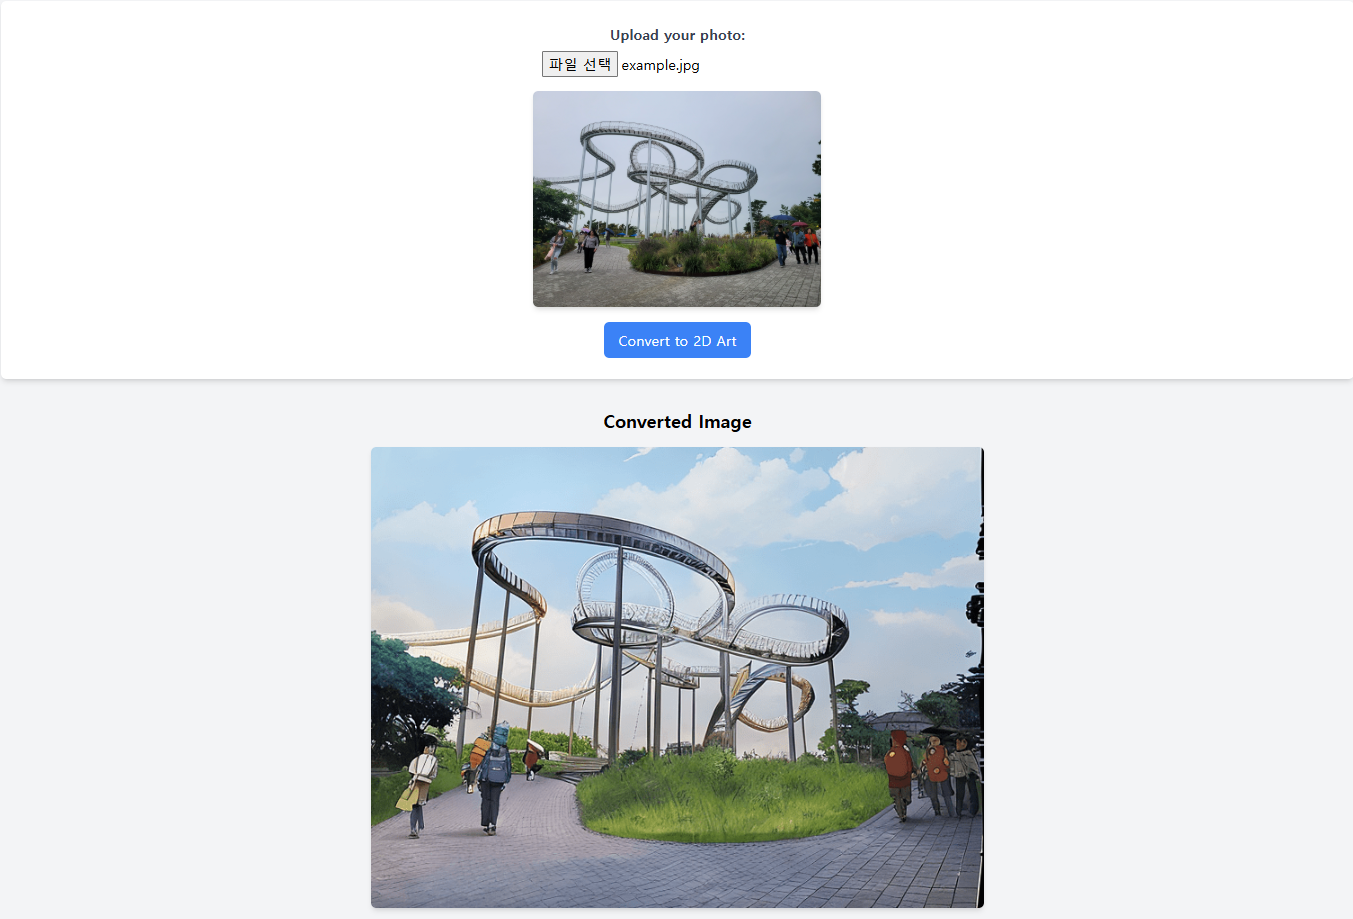 Upload your photo:
파일 선택 example.jpg
Convert to 2D Art
Converted Image